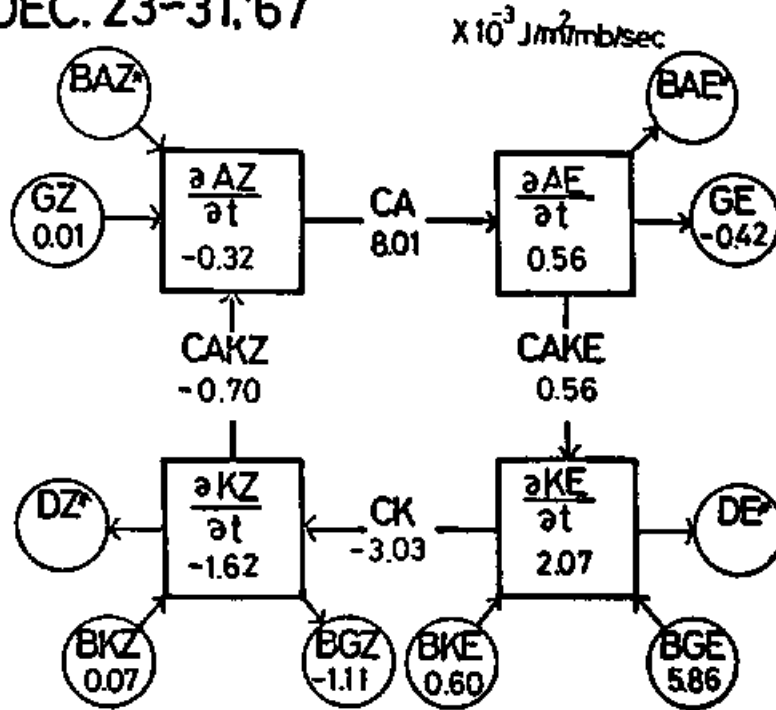 DEC. 23-31,'67
X10⁻³ J/m²/mb/sec
BAZ*
BAE*
GZ
0.01
∂AZ
∂t
-0.32
CA
8.01
∂AE
∂t
0.56
GE
-0.42
CAKZ
-0.70
CAKE
0.56
DZ*
∂KZ
∂t
-1.62
CK
-3.03
∂KE
∂t
2.07
DE*
BKZ
0.07
BGZ
-1.11
BKE
0.60
BGE
5.86